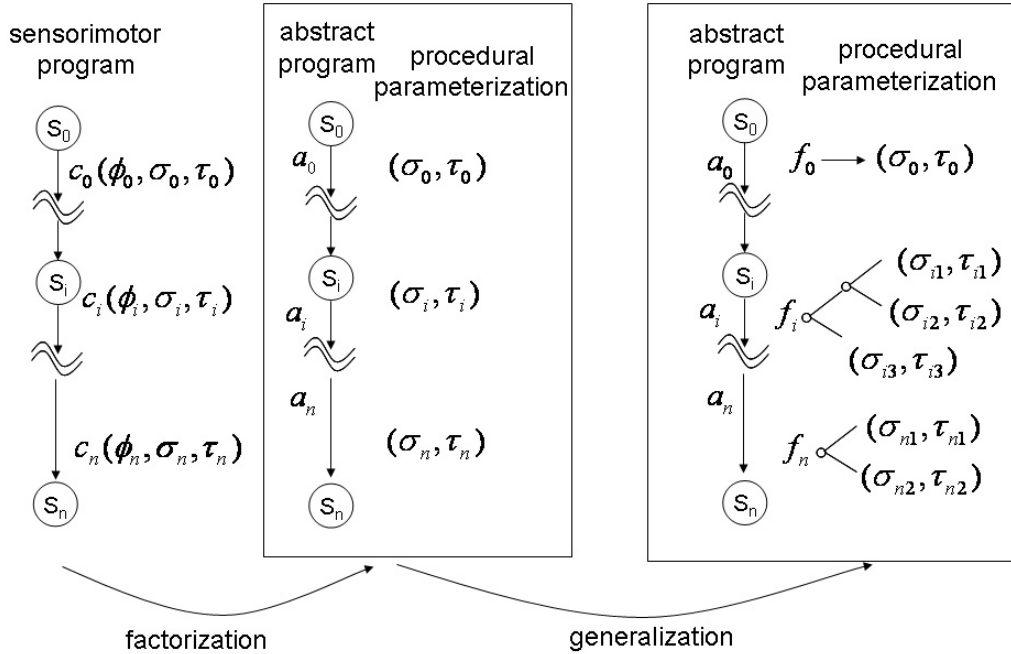 sensorimotor
program
S₀
c₀(ϕ₀, σ₀, τ₀)
Sᵢ
cᵢ(ϕᵢ, σᵢ, τᵢ)
cₙ(ϕₙ, σₙ, τₙ)
Sₙ
abstract
program
procedural
parameterization
S₀
a₀
(σ₀, τ₀)
Sᵢ
aᵢ
(σᵢ, τᵢ)
aₙ
(σₙ, τₙ)
Sₙ
abstract
program
procedural
parameterization
S₀
a₀
f₀ → (σ₀, τ₀)
Sᵢ
aᵢ
fᵢ
(σᵢ₁, τᵢ₁)
(σᵢ₂, τᵢ₂)
(σᵢ₃, τᵢ₃)
aₙ
fₙ
(σₙ₁, τₙ₁)
(σₙ₂, τₙ₂)
Sₙ
factorization
generalization